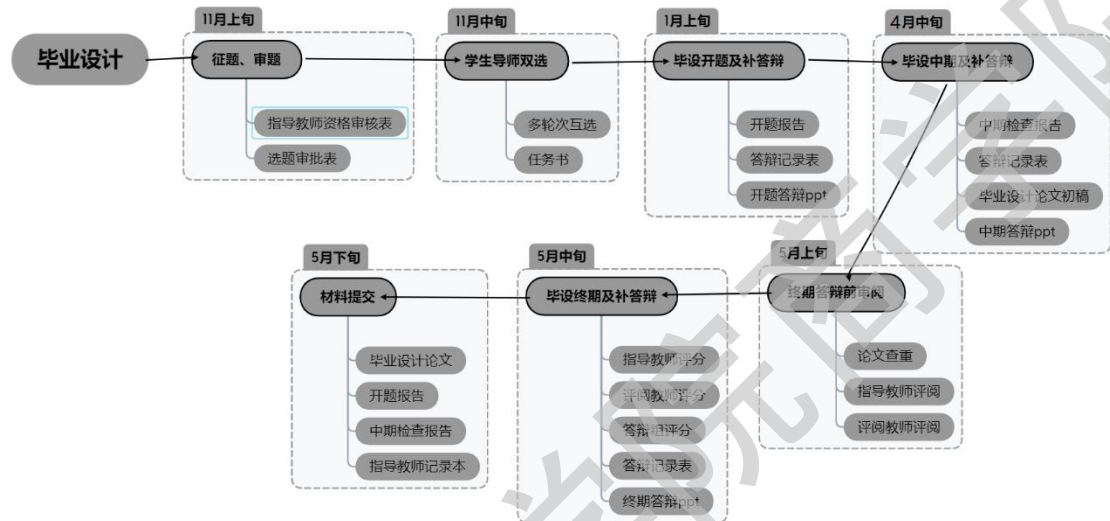 毕业设计
11月上旬
征题、审题
指导教师资格审核表
选题审批表
11月中旬
学生导师双选
多轮次互选
任务书
1月上旬
毕设开题及补答辩
开题报告
答辩记录表
开题答辩ppt
4月中旬
毕设中期及补答辩
中期检查报告
答辩记录表
毕业设计论文初稿
中期答辩ppt
5月上旬
终期答辩前审阅
论文查重
指导教师评阅
评阅教师评阅
5月中旬
毕设终期及补答辩
指导教师评分
评阅教师评分
答辩组评分
答辩记录表
终期答辩ppt
5月下旬
材料提交
毕业设计论文
开题报告
中期检查报告
指导教师记录本
院商学院